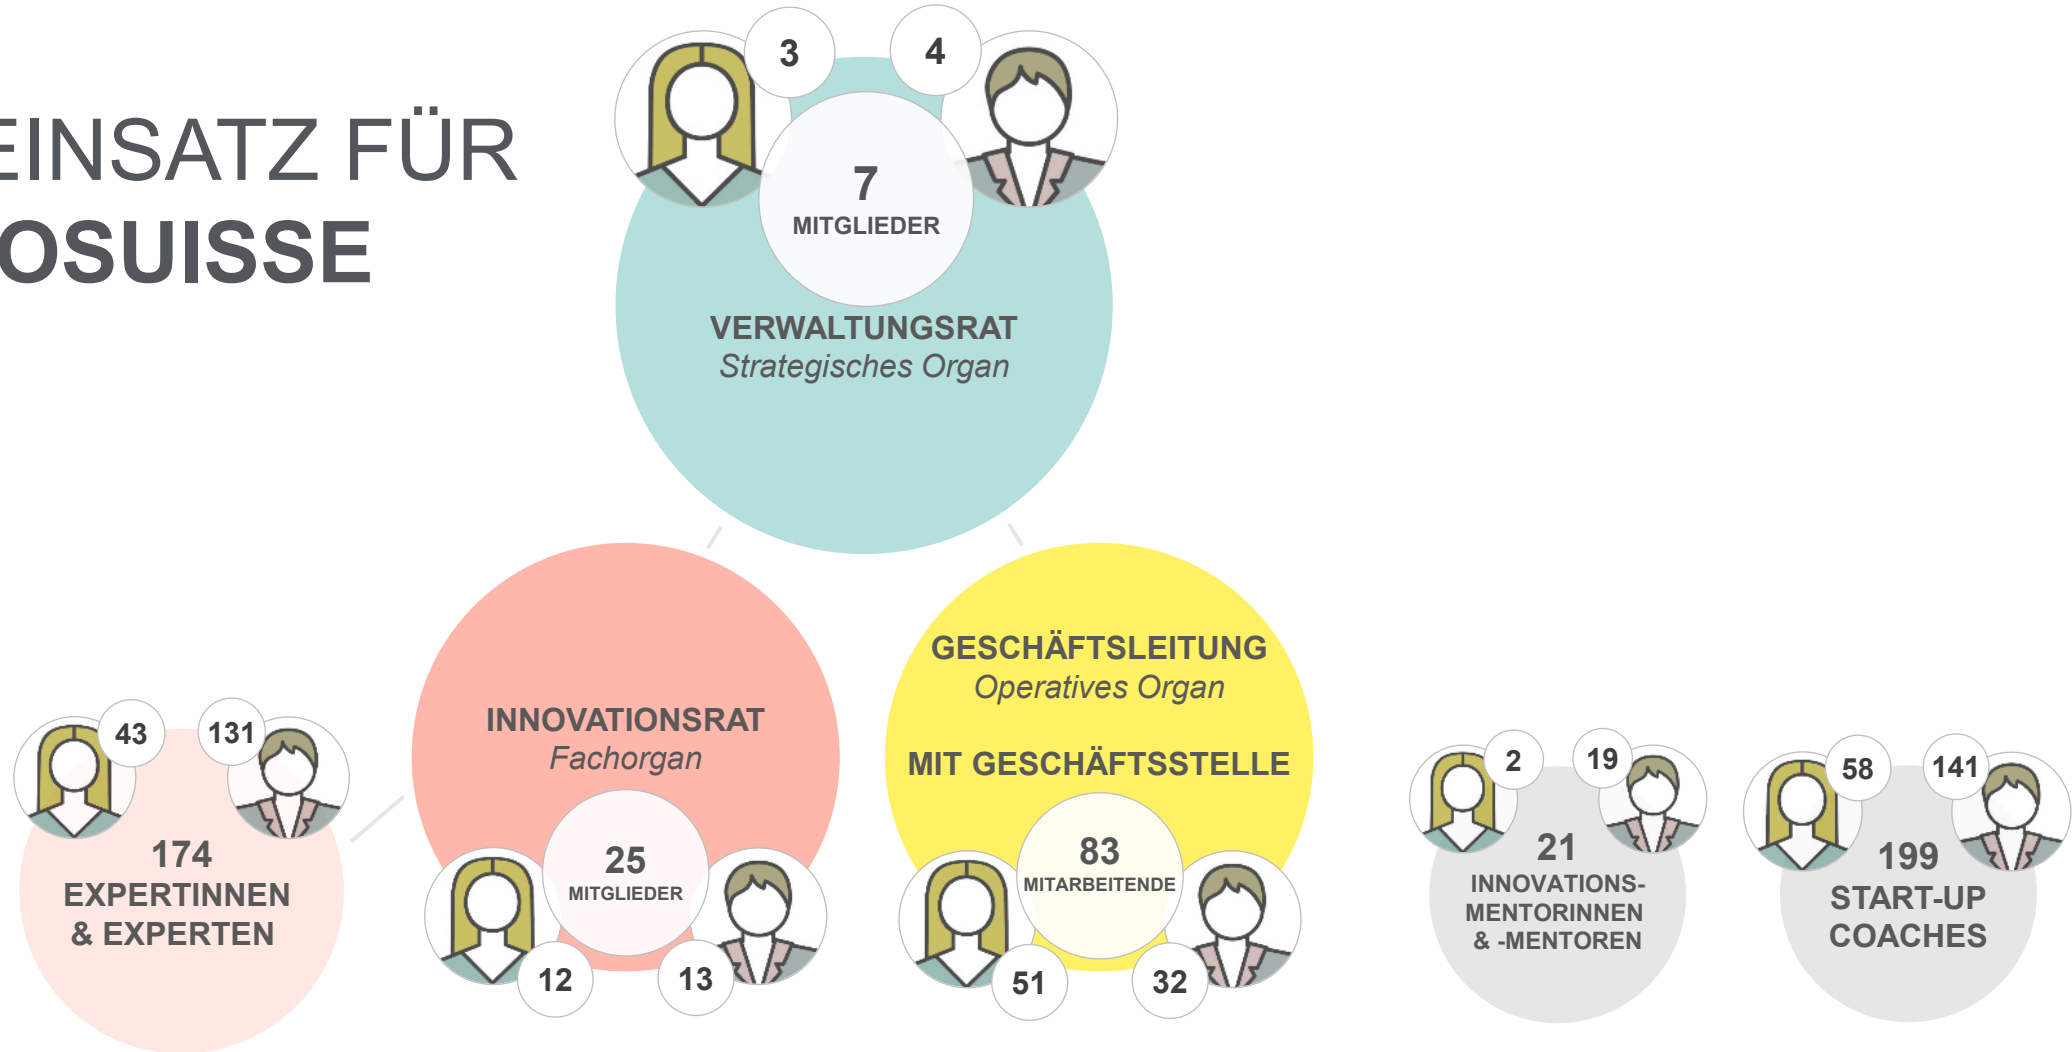 EINSATZ FÜR
OSUISSE
3
4
7
MITGLIEDER
VERWALTUNGSRAT
Strategisches Organ
GESCHÄFTSLEITUNG
Operatives Organ
MIT GESCHÄFTSSTELLE
83
MITARBEITENDE
51
32
INNOVATIONSRAT
Fachorgan
25
MITGLIEDER
12
13
43
131
174
EXPERTINNEN
& EXPERTEN
2
19
21
INNOVATIONS-
MENTORINNEN
& -MENTOREN
58
141
199
START-UP
COACHES